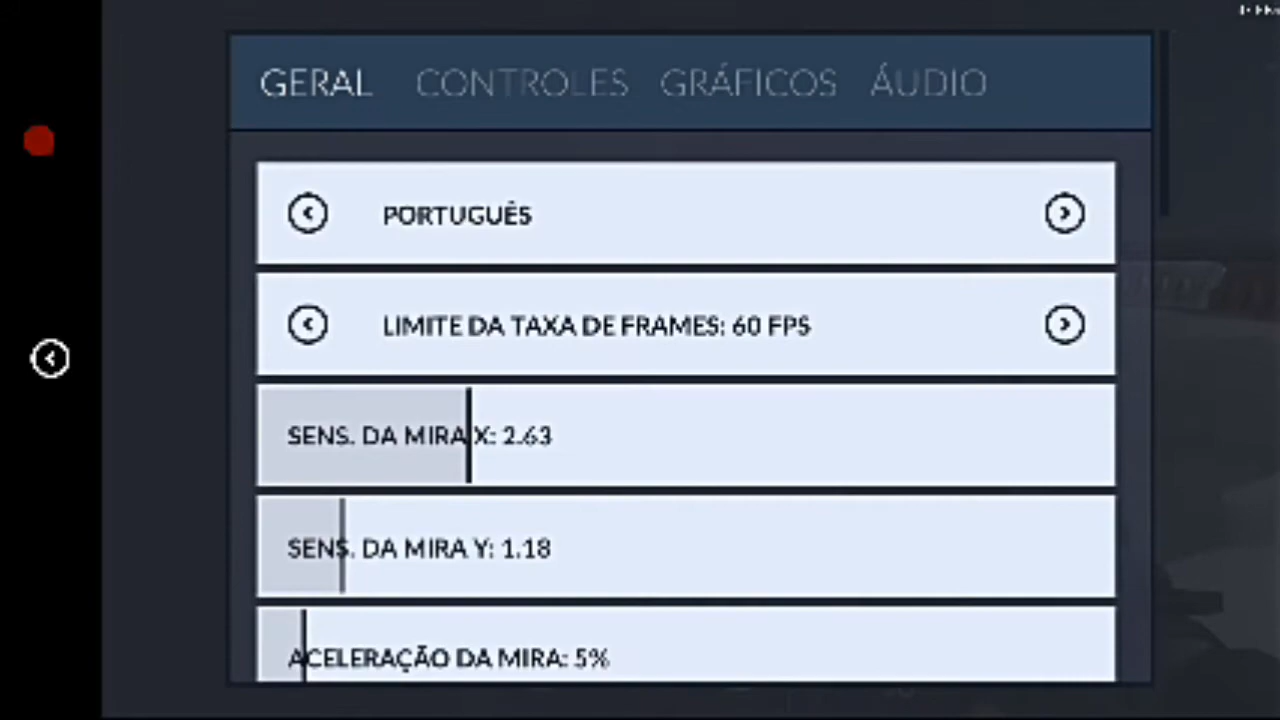 GERAL CONTROLES GRÁFICOS ÁUDIO
PORTUGUÊS
LIMITE DA TAXA DE FRAMES: 60 FPS
SENS. DA MIRA X: 2.63
SENS. DA MIRA Y: 1.18
ACELERAÇÃO DA MIRA: 5%